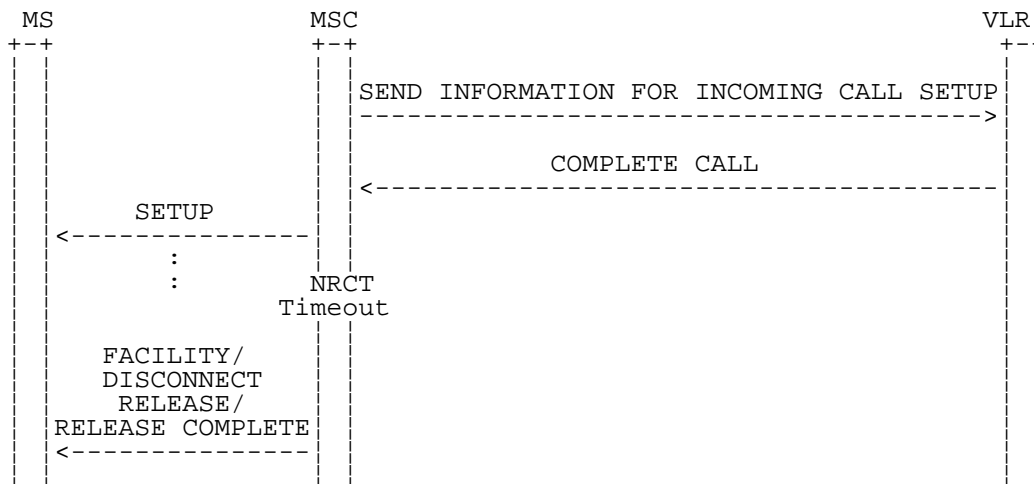 MS MSC VLR
SEND INFORMATION FOR INCOMING CALL SETUP
COMPLETE CALL
SETUP
:
: NRCT
Timeout
FACILITY/
DISCONNECT
RELEASE/
RELEASE COMPLETE